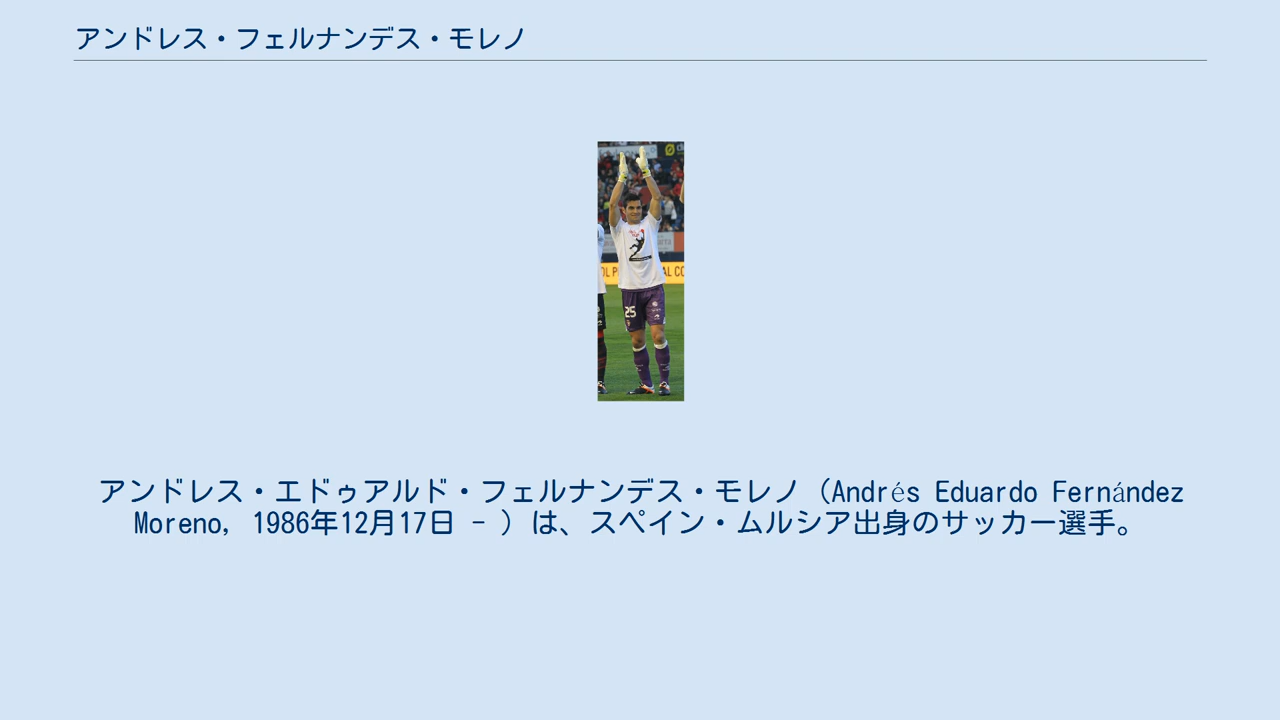 アンドレス・フェルナンデス・モレノ
25
アンドレス・エドゥアルド・フェルナンデス・モレノ（Andrés Eduardo Fernández
Moreno, 1986年12月17日 - ）は、スペイン・ムルシア出身のサッカー選手。